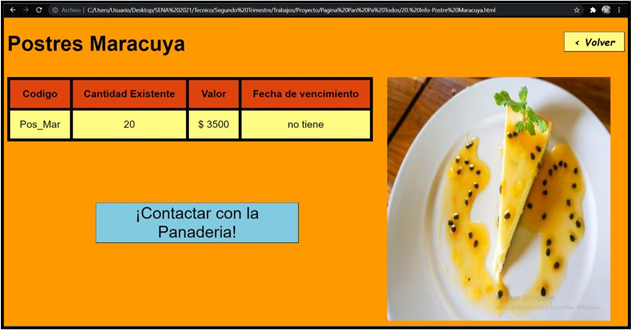 Archivo | C:/Users/Usuario/Desktop/SENA%202021/Tecnico/Segundo%20Trimestre/Trabajos/Proyecto/Pagina%20Pan%20Pa%20Todos/20.%20Info-Postre%20Maracuya.html
Postres Maracuya
< Volver
Codigo Cantidad Existente Valor Fecha de vencimiento
Pos_Mar 20 $ 3500 no tiene
¡Contactar con la
Panaderia!